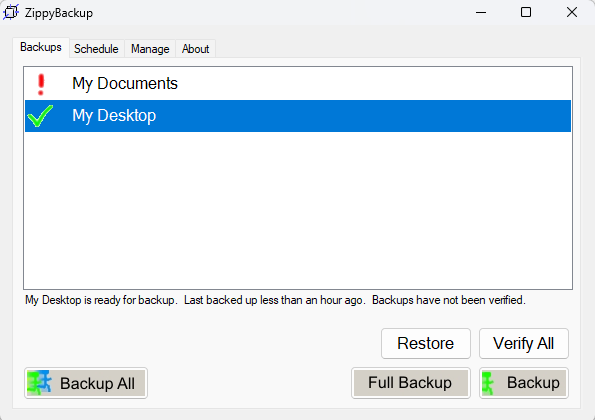 ZippyBackup
Backups Schedule Manage About
My Documents
My Desktop
My Desktop is ready for backup.  Last backed up less than an hour ago.  Backups have not been verified.
Restore Verify All
Backup All Full Backup Backup